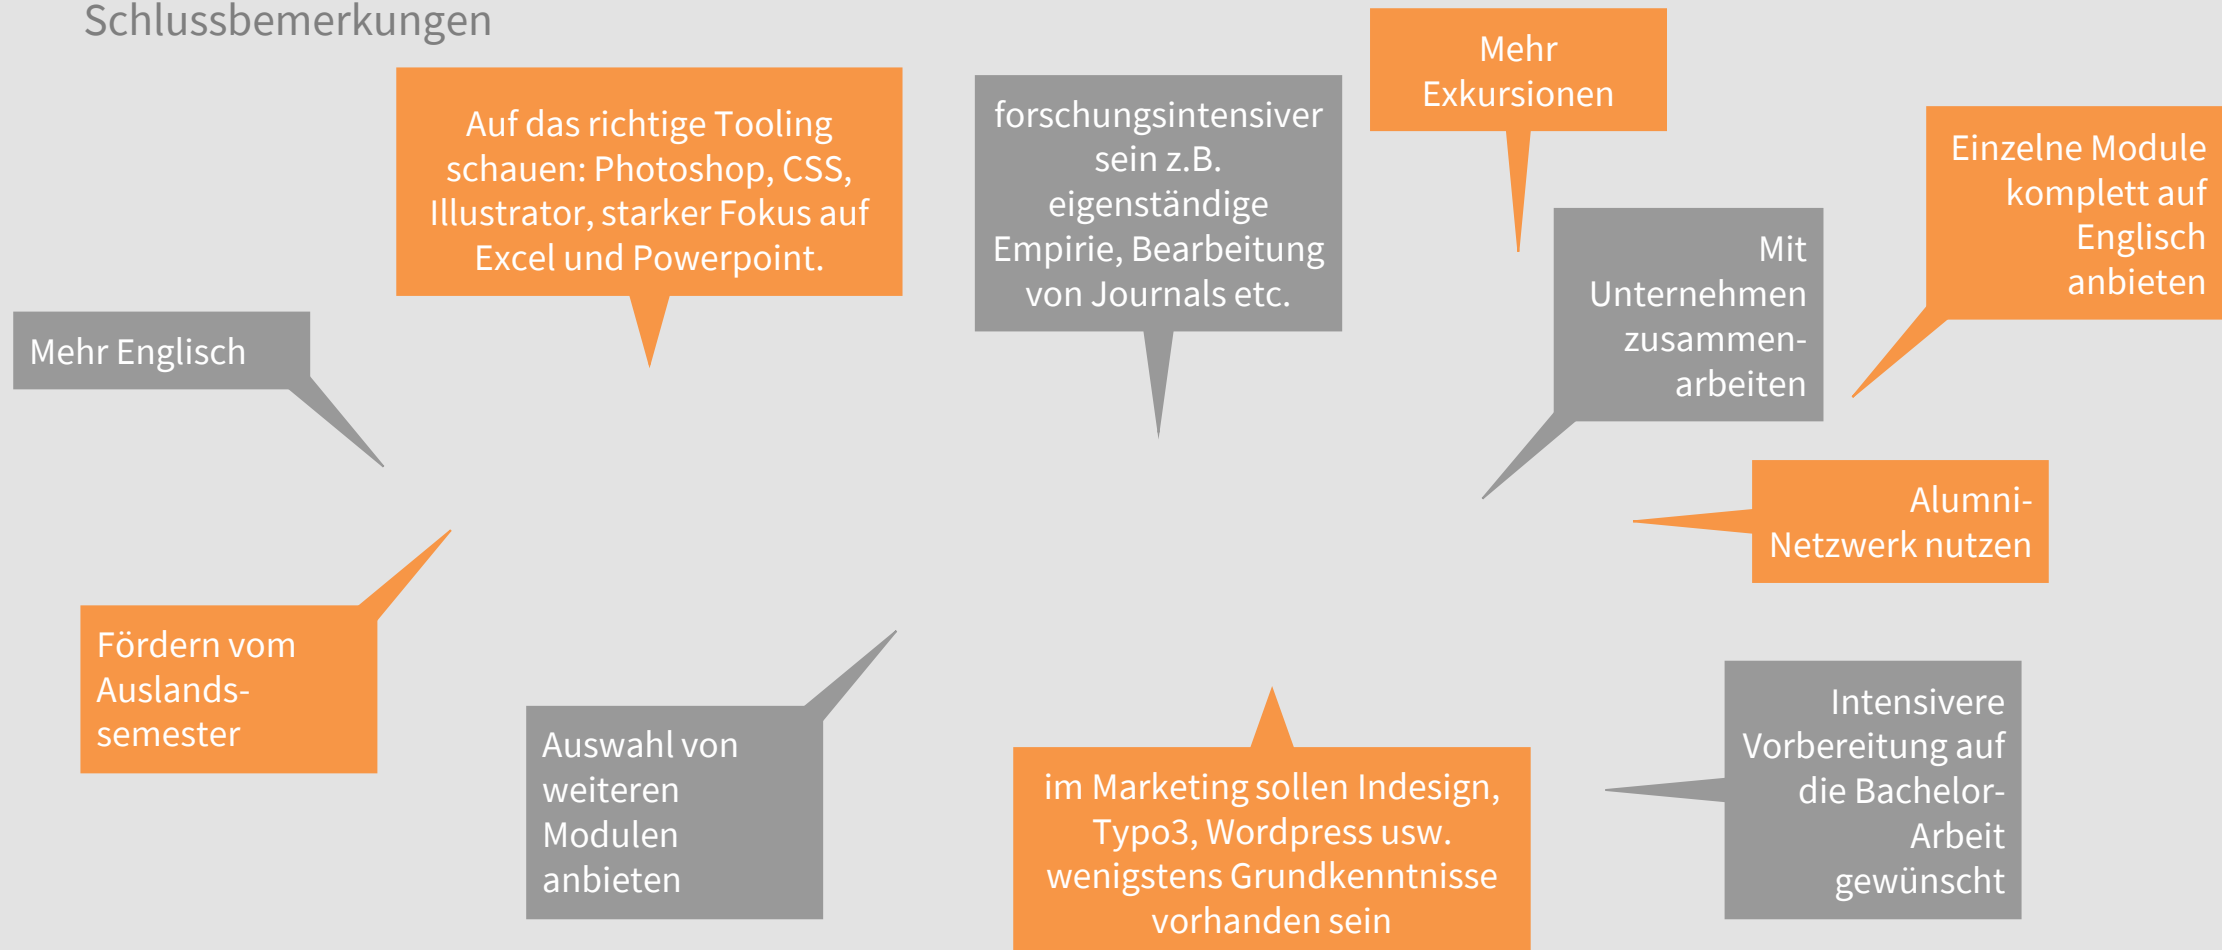 Schlussbemerkungen
Auf das richtige Tooling
schauen: Photoshop, CSS,
Illustrator, starker Fokus auf
Excel und Powerpoint.
forschungsintensiver
sein z.B.
eigenständige
Empirie, Bearbeitung
von Journals etc.
Mehr
Exkursionen
Einzelne Module
komplett auf
Englisch
anbieten
Mit
Unternehmen
zusammen-
arbeiten
Mehr Englisch
Alumni-
Netzwerk nutzen
Fördern vom
Auslands-
semester
Auswahl von
weiteren
Modulen
anbieten
im Marketing sollen Indesign,
Typo3, Wordpress usw.
wenigstens Grundkenntnisse
vorhanden sein
Intensivere
Vorbereitung auf
die Bachelor-
Arbeit
gewünscht